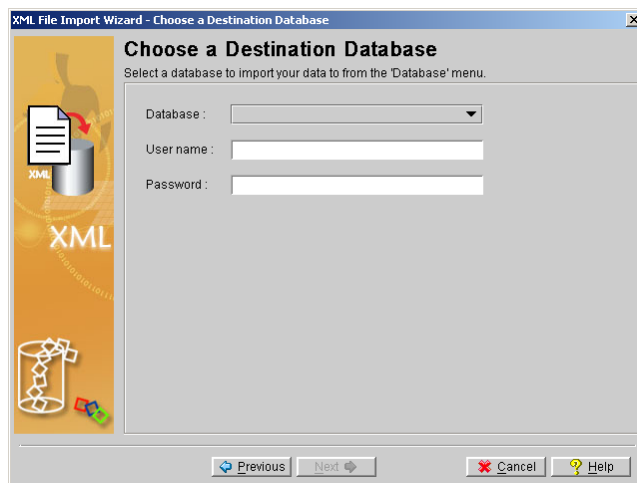 XML File Import Wizard - Choose a Destination Database
Choose a Destination Database
Select a database to import your data to from the 'Database' menu.
Database :
User name :
Password :
XML
XML
Previous
Next
Cancel
Help